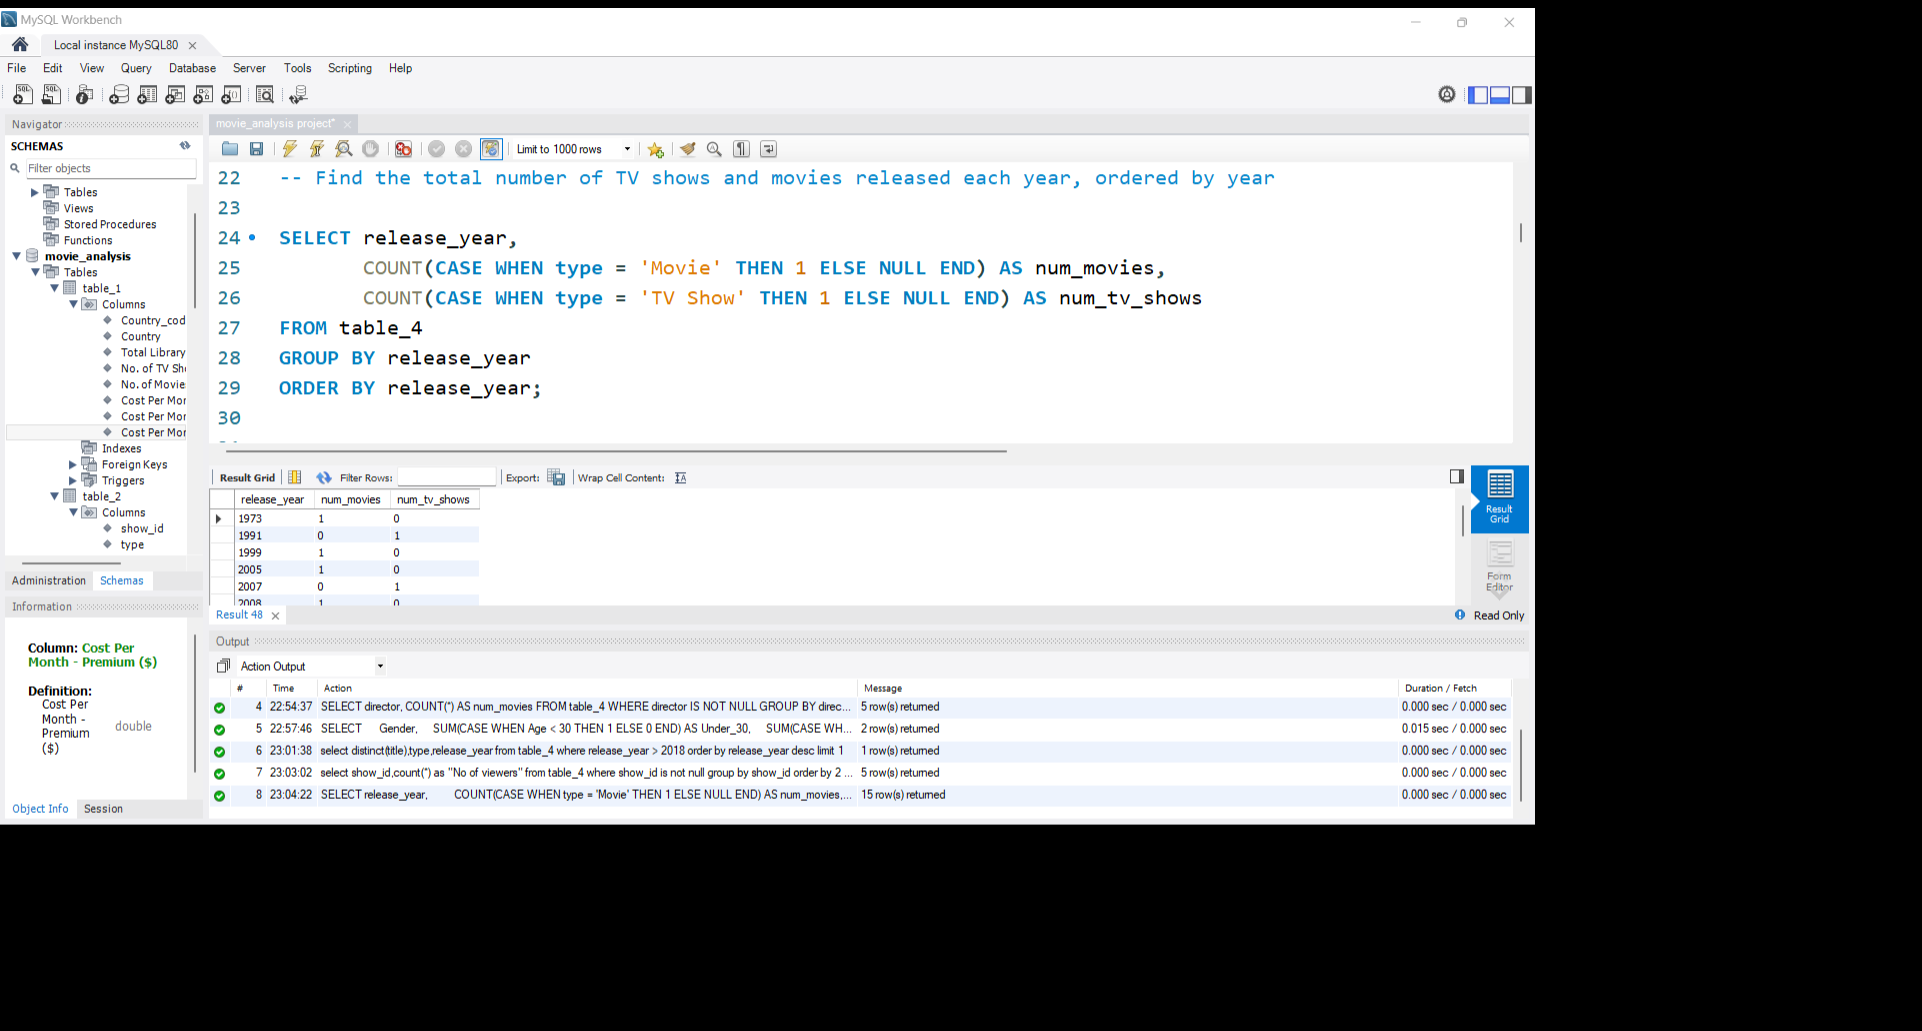 MySQL Workbench
Local instance MySQL80
File Edit View Query Database Server Tools Scripting Help
Navigator
movie_analysis project*
SCHEMAS
Limit to 1000 rows
Filter objects
Tables
Views
Stored Procedures
Functions
movie_analysis
Tables
table_1
Columns
Country_cod
Country
Total Library
No. of TV Sh
No. of Movie
Cost Per Mor
Cost Per Mor
Cost Per Mor
Indexes
Foreign Keys
Triggers
table_2
Columns
show_id
type
Administration Schemas
Information
Column: Cost Per
Month - Premium ($)
Definition:
Cost Per
Month -
Premium
($)
double
Object Info Session
22 -- Find the total number of TV shows and movies released each year, ordered by year
23
24 SELECT release_year,
25 COUNT(CASE WHEN type = 'Movie' THEN 1 ELSE NULL END) AS num_movies,
26 COUNT(CASE WHEN type = 'TV Show' THEN 1 ELSE NULL END) AS num_tv_shows
27 FROM table_4
28 GROUP BY release_year
29 ORDER BY release_year;
30
Result Grid Filter Rows: Export: Wrap Cell Content:
release_year num_movies num_tv_shows
1973 1 0
1991 0 1
1999 1 0
2005 1 0
2007 0 1
2008 1 0
Result Grid
Form Editor
Result 48
Read Only
Output
Action Output
# Time Action Message Duration / Fetch
4 22:54:37 SELECT director, COUNT(*) AS num_movies FROM table_4 WHERE director IS NOT NULL GROUP BY direc... 5 row(s) returned 0.000 sec / 0.000 sec
5 22:57:46 SELECT Gender, SUM(CASE WHEN Age < 30 THEN 1 ELSE 0 END) AS Under_30, SUM(CASE WH... 2 row(s) returned 0.015 sec / 0.000 sec
6 23:01:38 select distinct(title),type,release_year from table_4 where release_year > 2018 order by release_year desc limit 1 1 row(s) returned 0.000 sec / 0.000 sec
7 23:03:02 select show_id,count(*) as "No of viewers" from table_4 where show_id is not null group by show_id order by 2 ... 5 row(s) returned 0.000 sec / 0.000 sec
8 23:04:22 SELECT release_year, COUNT(CASE WHEN type = 'Movie' THEN 1 ELSE NULL END) AS num_movies,... 15 row(s) returned 0.000 sec / 0.000 sec